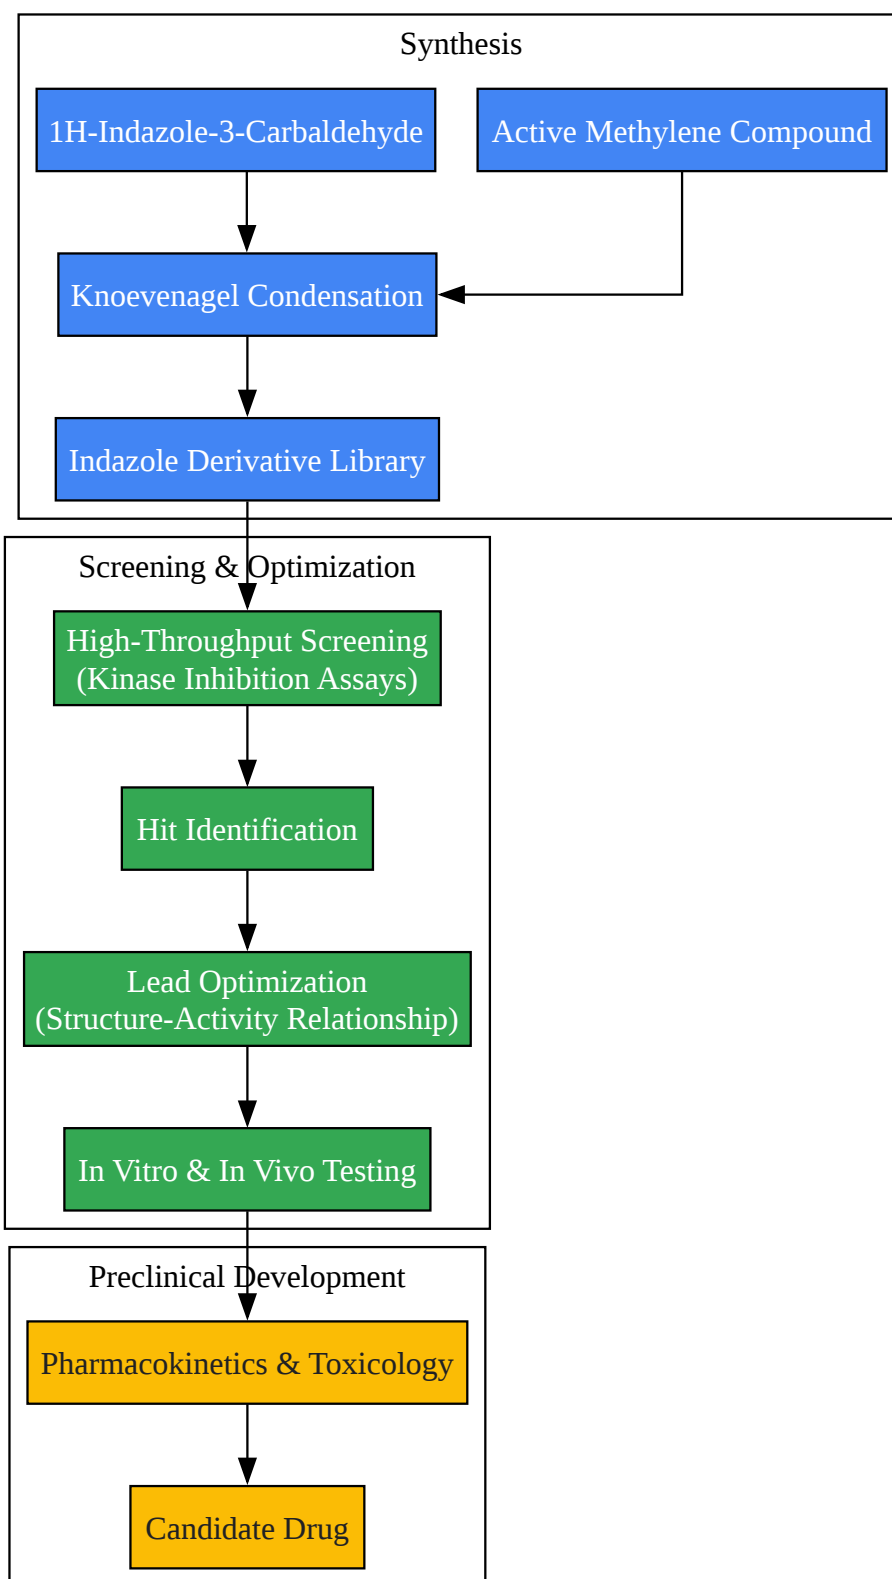 Synthesis
1H-Indazole-3-Carbaldehyde
Active Methylene Compound
Knoevenagel Condensation
Indazole Derivative Library
Screening & Optimization
High-Throughput Screening
(Kinase Inhibition Assays)
Hit Identification
Lead Optimization
(Structure-Activity Relationship)
In Vitro & In Vivo Testing
Preclinical Development
Pharmacokinetics & Toxicology
Candidate Drug